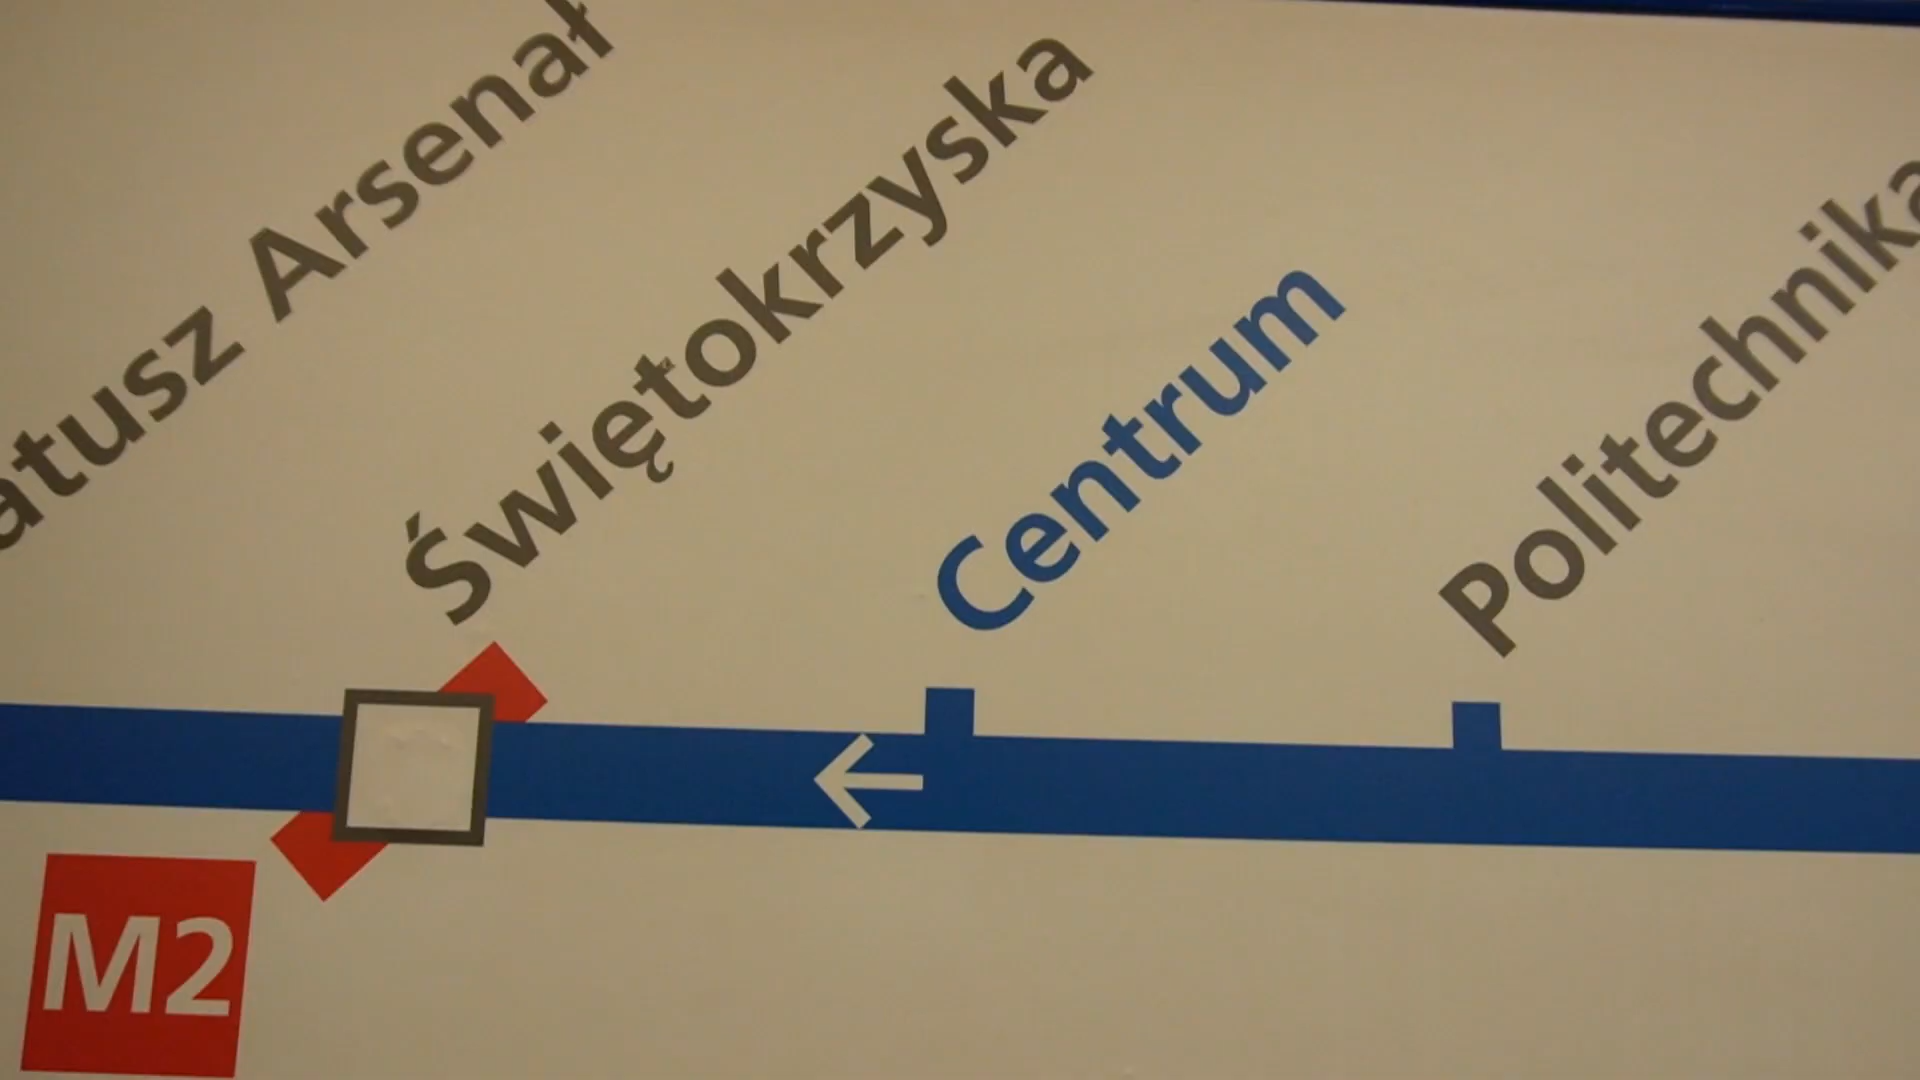 atusz Arsenał
Świętokrzyska
Centrum
Politechnika
M2